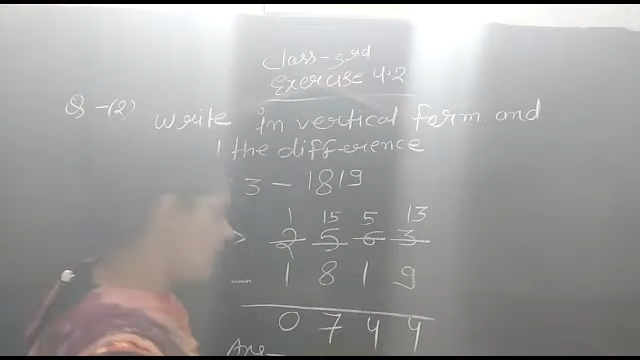 Class-3rd
Exercise 4.2
Q-(2) Write in vertical form. and
the difference
3 - 1819
1 15 5 13
2 5 6 3
- 1 8 1 9
0 7 4 4
Ans-